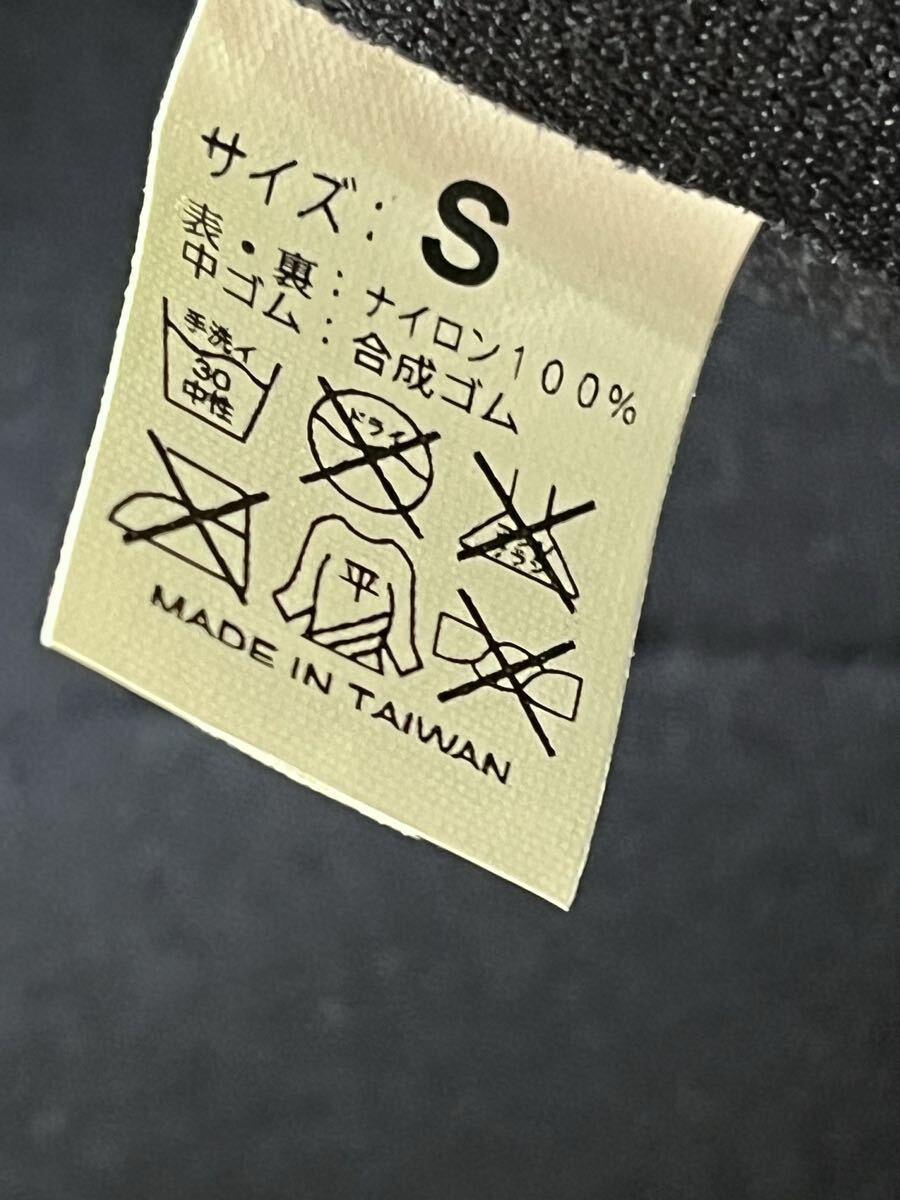 サイズ: S
表・裏: ナイロン100%
中ゴム: 合成ゴム
手洗イ
30
中性
ドライ
平
MADE IN TAIWAN